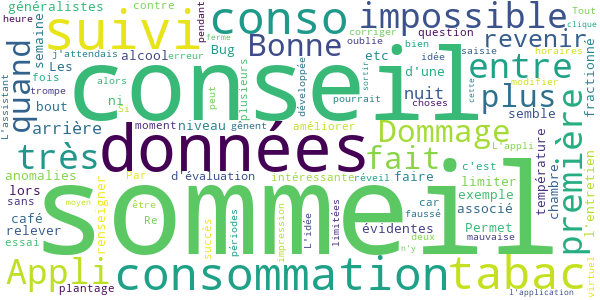 généralistes contre
heure pendant conso impossible Tout
suivi corriger clique
semaine Bonne question revenir horaires
quand Les j'attendais Bug oublie
L'assistant alcool erreur ferme etc bien idée saisie fractionné
fois plusieurs conseil d'une entre modifier
trompe alors peut développée pourrait sortir cette
bout ni Si nuit choses plus
arrière moment niveau gênent Dommage semble L'appli
très données améliorer fait température première
anomalies Par d'évaluation intéressante réveil faire c'est chambre l'entretien
lors moyen être limiter
sans renseigner sommeil car exemple associé
café Re succès périodes impression L'idée limitées faussé évidentes
relever deux Permet
essai n'y mauvaise virtuel
Appli consommation tabac
plantage l'application